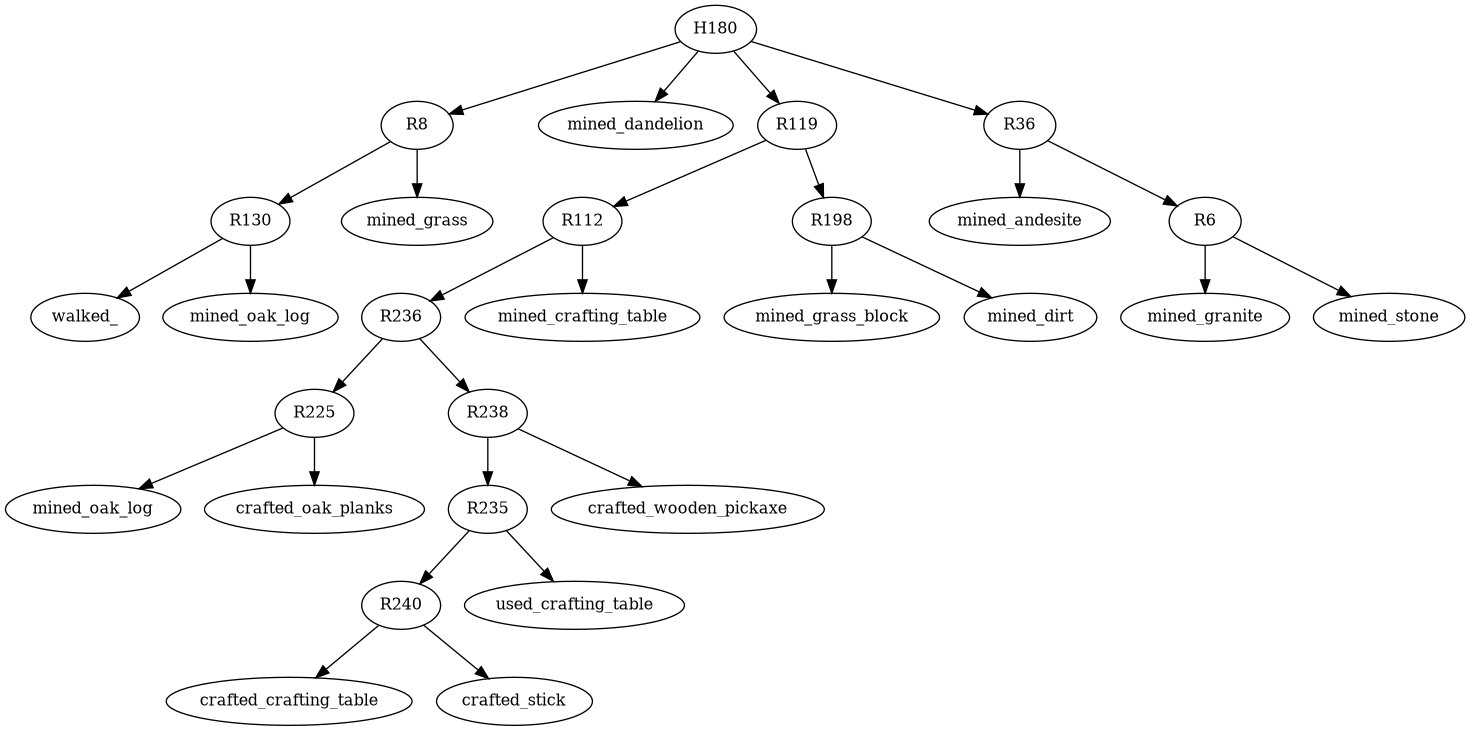 H180
R8
mined_dandelion
R119
R36
R130
mined_grass
R112
R198
mined_andesite
R6
walked_
mined_oak_log
R236
mined_crafting_table
mined_grass_block
mined_dirt
mined_granite
mined_stone
R225
R238
mined_oak_log
crafted_oak_planks
R235
crafted_wooden_pickaxe
R240
used_crafting_table
crafted_crafting_table
crafted_stick